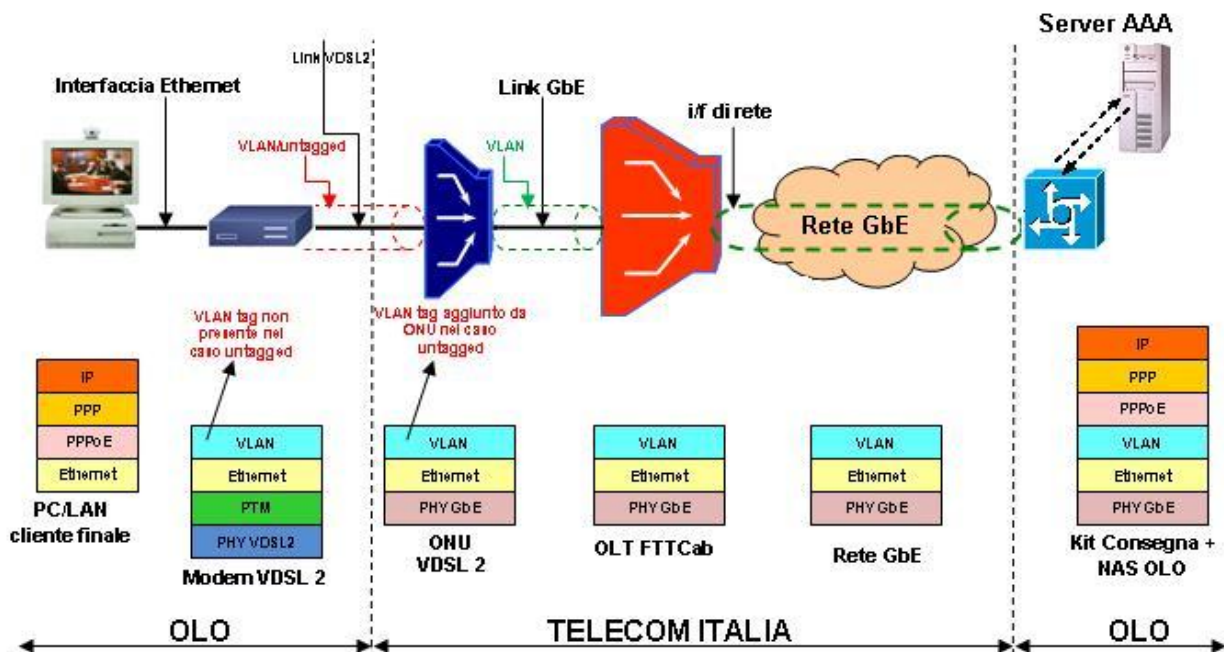 Server AAA
Link VDSL2
Interfaccia Ethernet
Link GbE
i/f di rete
VLAN/untagged
VLAN
Rete GbE
VLAN tag non
presente nel
caso untagged
VLAN tag aggiunto da
ONU nel caso
untagged
IP
PPP
PPPoE
Ethernet
PC/LAN
cliente finale
VLAN
Ethernet
PTM
PHY VDSL2
Modem VDSL 2
VLAN
Ethernet
PHY GbE
ONU
VDSL 2
VLAN
Ethernet
PHY GbE
OLT FTTCab
VLAN
Ethernet
PHY GbE
Rete GbE
IP
PPP
PPPoE
VLAN
Ethernet
PHY GbE
Kit Consegna +
NAS OLO
OLO
TELECOM ITALIA
OLO